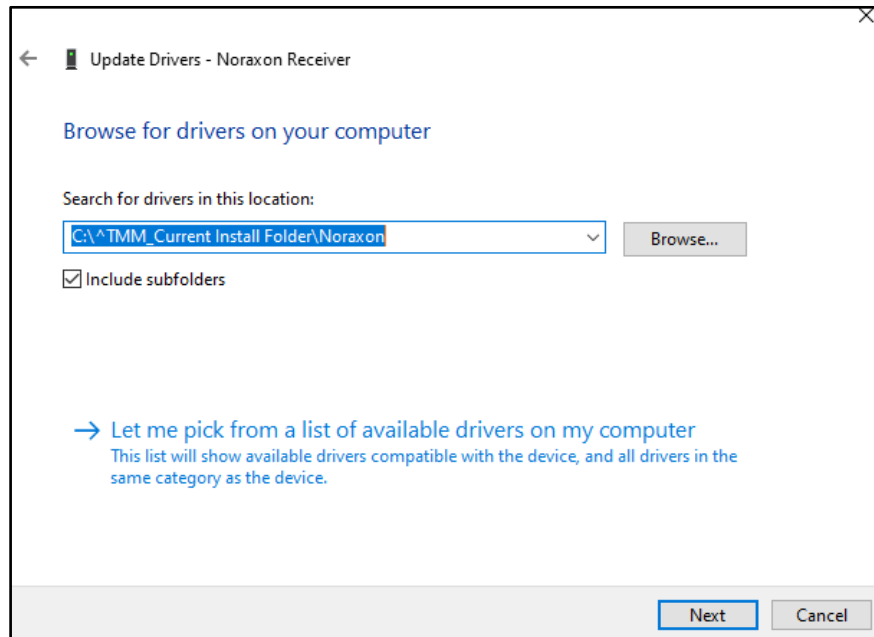 Update Drivers - Noraxon Receiver
Browse for drivers on your computer
Search for drivers in this location:
C:\^TMM_Current Install Folder\Noraxon
Browse...
Include subfolders
Let me pick from a list of available drivers on my computer
This list will show available drivers compatible with the device, and all drivers in the
same category as the device.
Next
Cancel